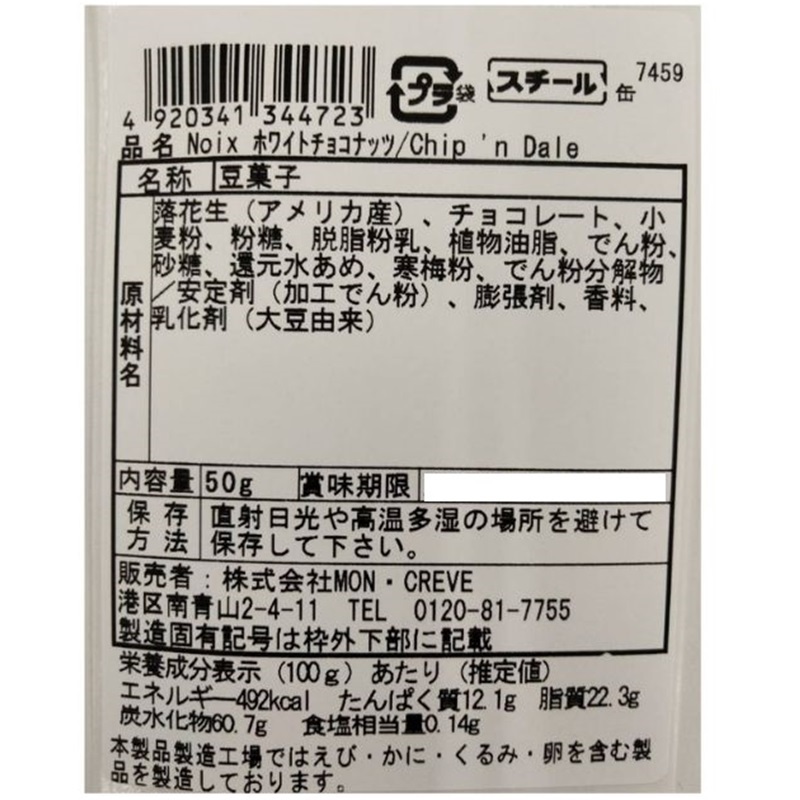 4 920341 344723
プラ 袋
スチール 缶
7459
品名 Noix ホワイトチョコナッツ/Chip 'n Dale
名称 豆菓子
原材料名
落花生(アメリカ産)、チョコレート、小
麦粉、粉糖、脱脂粉乳、植物油脂、でん粉、
砂糖、還元水あめ、寒梅粉、でん粉分解物
/安定剤(加工でん粉)、膨張剤、香料、
乳化剤(大豆由来)
内容量 50g 賞味期限
保存方法
直射日光や高温多湿の場所を避けて
保存して下さい。
販売者:株式会社MON・CREVE
港区南青山2-4-11 TEL 0120-81-7755
製造固有記号は枠外下部に記載
栄養成分表示(100g)あたり(推定値)
エネルギー492kcal たんぱく質12.1g 脂質22.3g
炭水化物60.7g 食塩相当量0.14g
本製品製造工場ではえび・かに・くるみ・卵を含む製
品を製造しております。